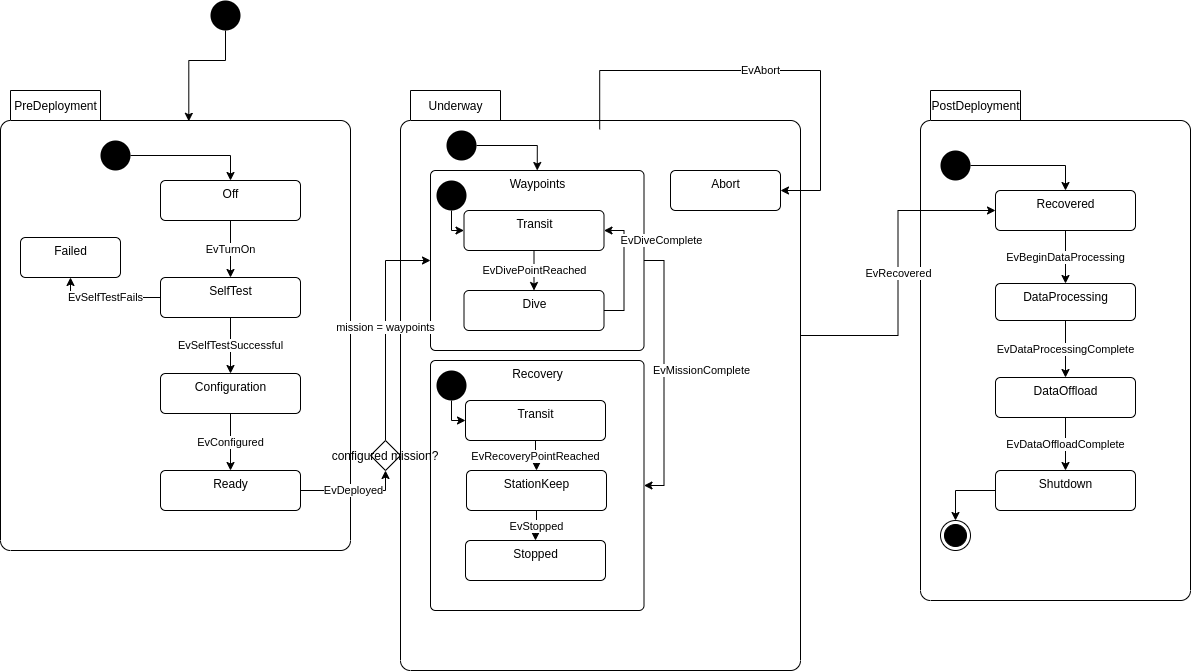 PreDeployment
Off
EvTurnOn
Failed
SelfTest
EvSelfTestFails
EvSelfTestSuccessful
Configuration
EvConfigured
Ready
EvDeployed
configured mission?
mission = waypoints
Underway
EvAbort
Abort
Waypoints
Transit
EvDivePointReached
EvDiveComplete
Dive
EvMissionComplete
Recovery
Transit
EvRecoveryPointReached
StationKeep
EvStopped
Stopped
EvRecovered
PostDeployment
Recovered
EvBeginDataProcessing
DataProcessing
EvDataProcessingComplete
DataOffload
EvDataOffloadComplete
Shutdown